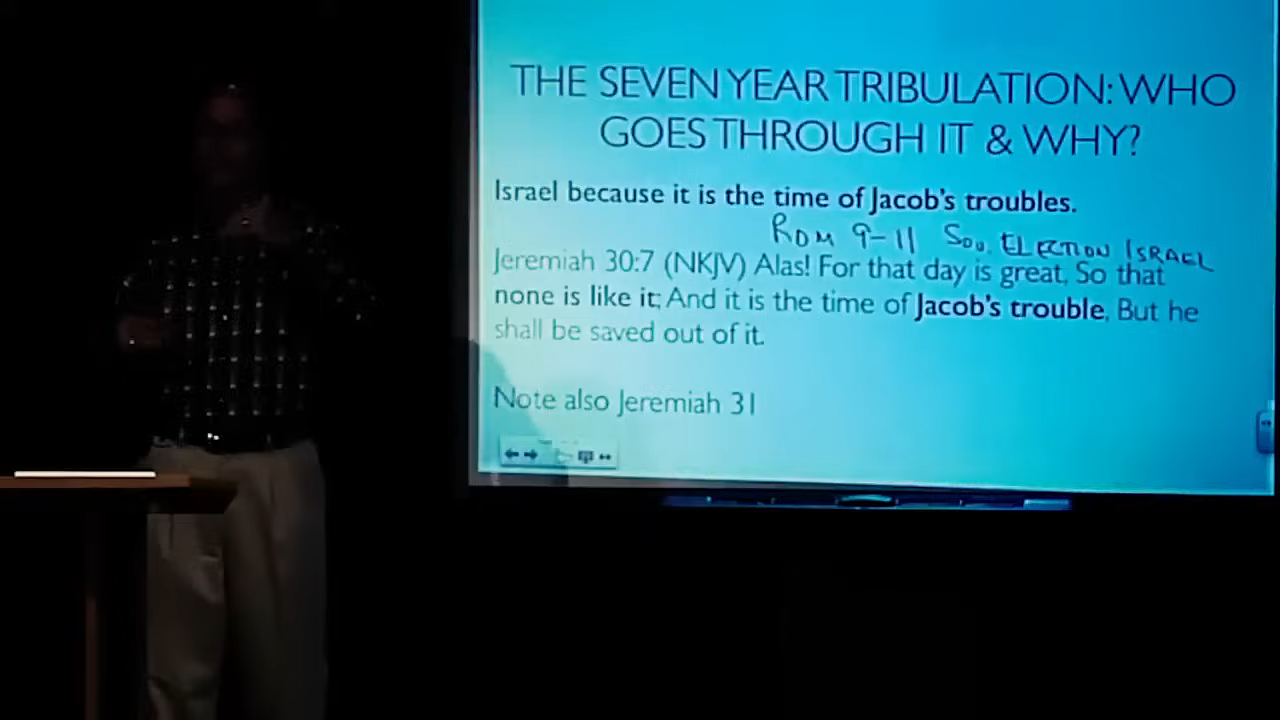 THE SEVEN YEAR TRIBULATION: WHO
GOES THROUGH IT & WHY?
Israel because it is the time of Jacob's troubles.
ROM 9-11 Sov. ELECTION ISRAEL
Jeremiah 30:7 (NKJV) Alas! For that day is great, So that
none is like it; And it is the time of Jacob's trouble, But he
shall be saved out of it.
Note also Jeremiah 31